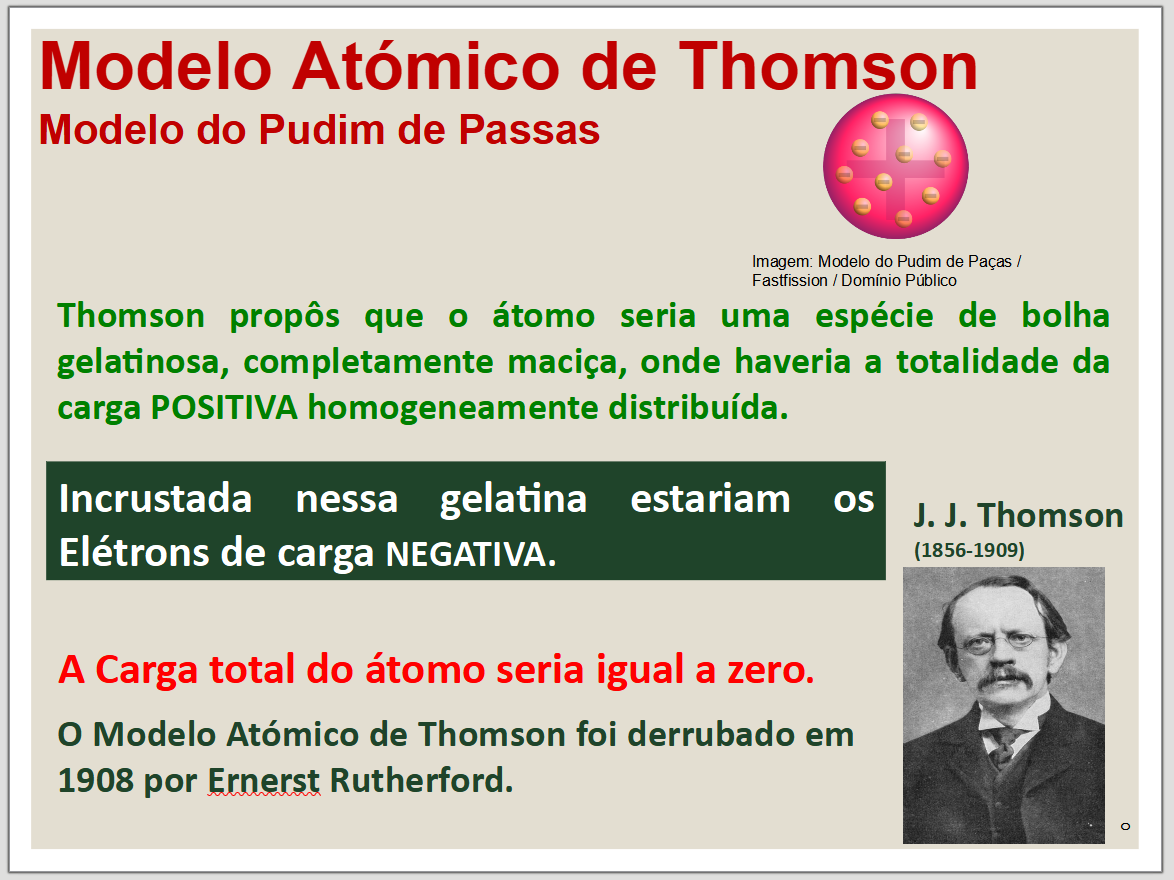 Modelo Atómico de Thomson
Modelo do Pudim de Passas
Imagem: Modelo do Pudim de Paças /
Fastfission / Domínio Público
Thomson propôs que o átomo seria uma espécie de bolha
gelatinosa, completamente maciça, onde haveria a totalidade da
carga POSITIVA homogeneamente distribuída.
Incrustada nessa gelatina estariam os
Elétrons de carga NEGATIVA.
J. J. Thomson
(1856-1909)
A Carga total do átomo seria igual a zero.
O Modelo Atómico de Thomson foi derrubado em
1908 por Ernerst Rutherford.